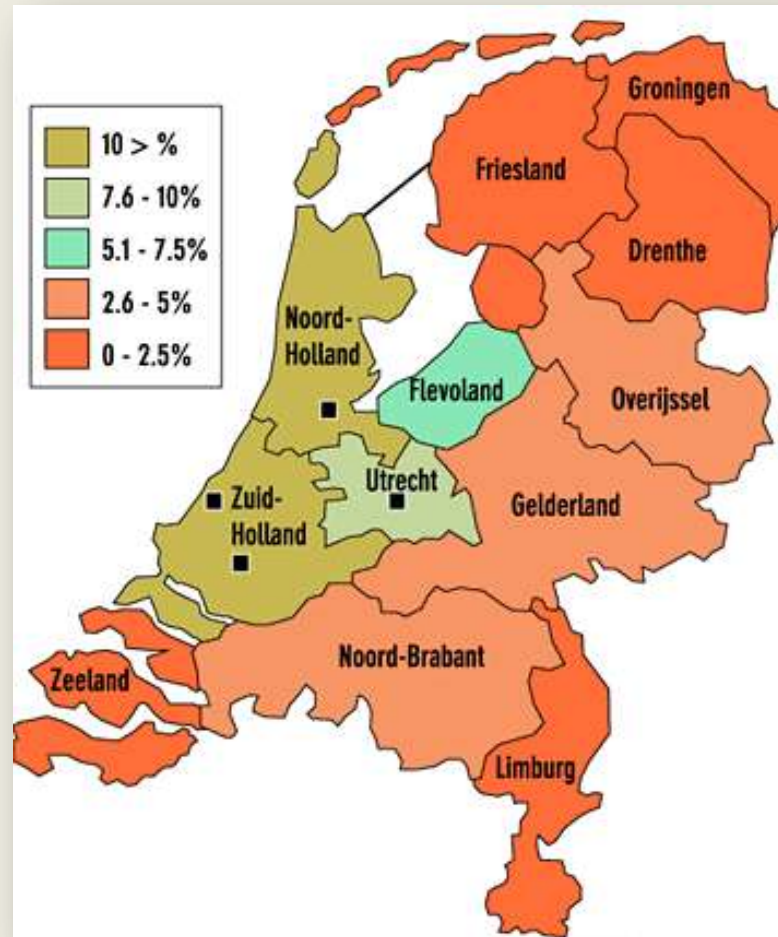 10 > %
7.6 - 10%
5.1 - 7.5%
2.6 - 5%
0 - 2.5%
Groningen
Friesland
Drenthe
Noord-
Holland
Flevoland
Overijssel
Utrecht
Zuid-
Holland
Gelderland
Noord-Brabant
Zeeland
Limburg